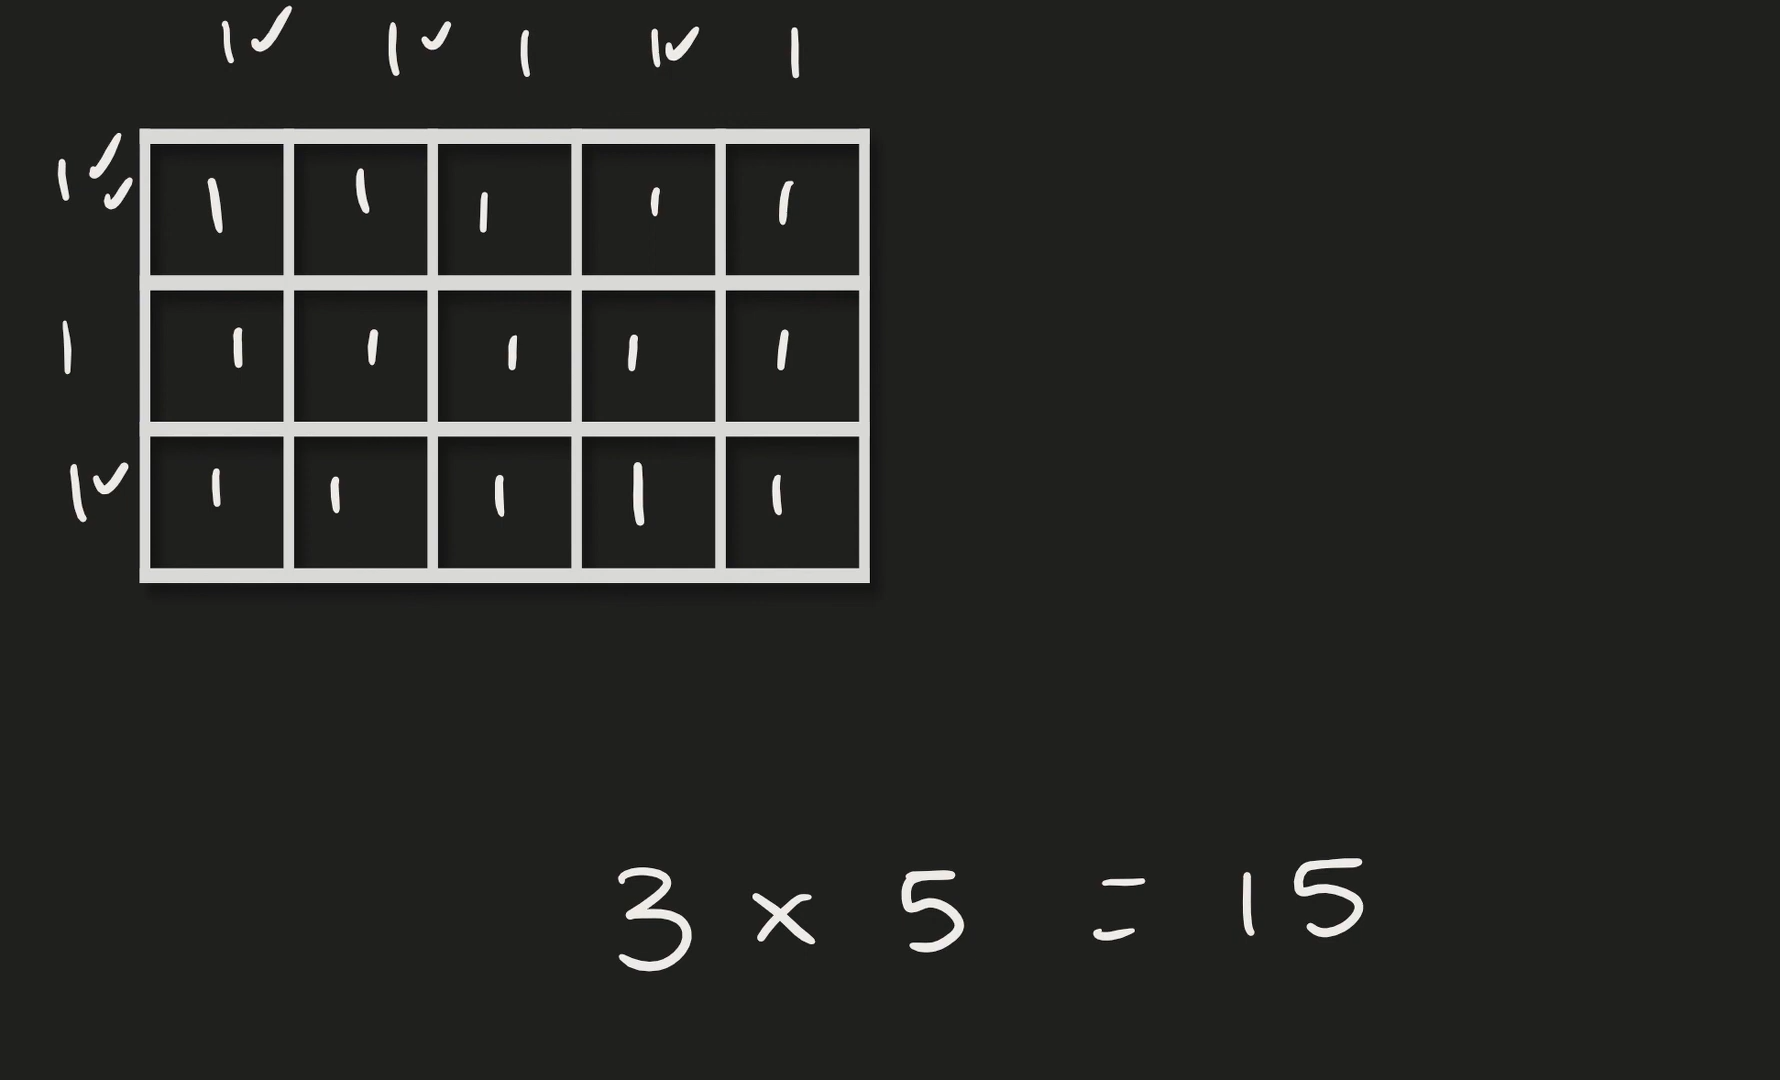 1✓ 1✓ 1 1✓ 1
1✓✓ 1 1 1 1 1
1 1 1 1 1 1
1✓ 1 1 1 1 1
3 × 5 = 15